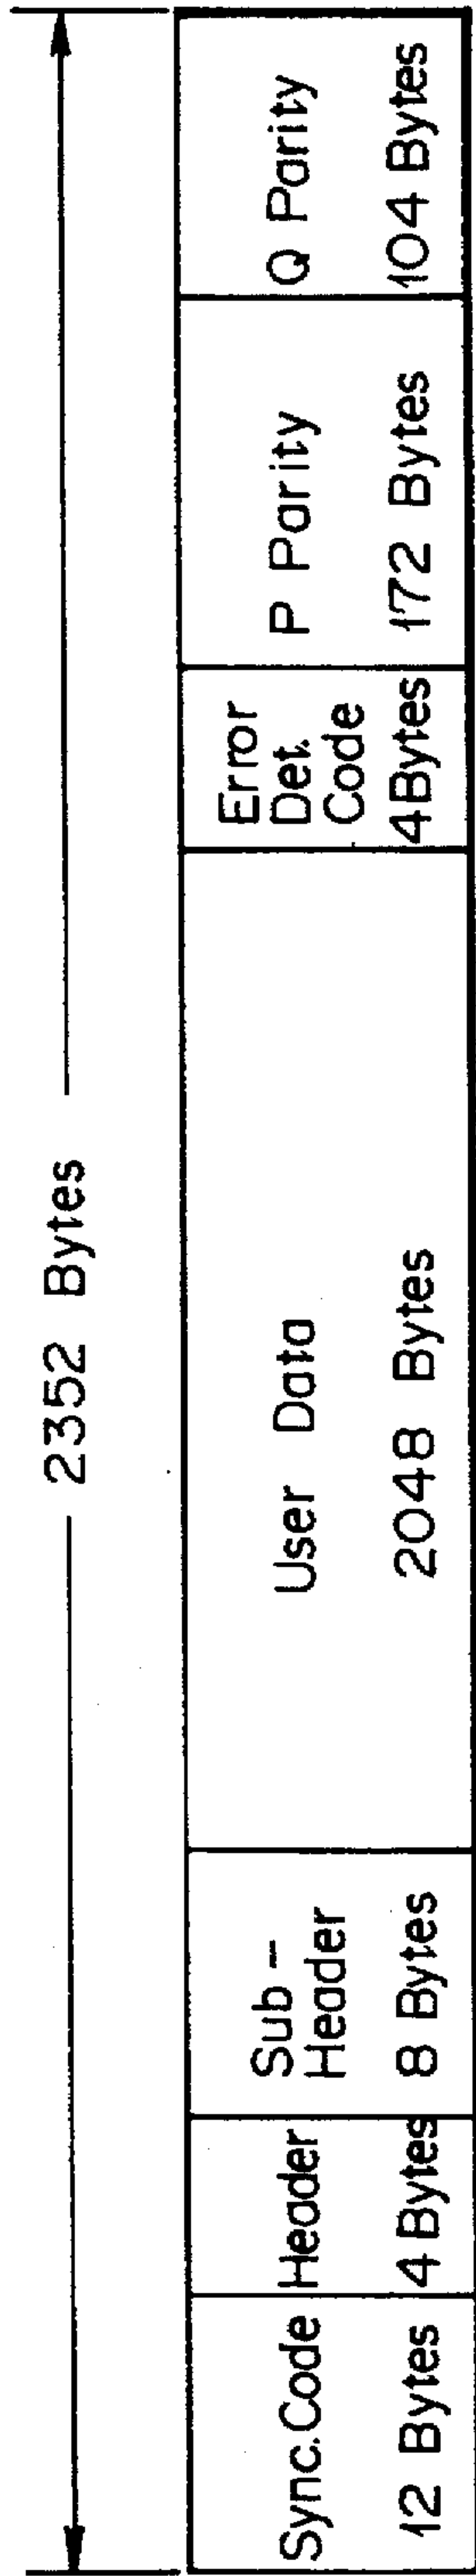 2352 Bytes
Sync.Code
12 Bytes
Header
4 Bytes
Sub-
Header
8 Bytes
User Data
2048 Bytes
Error
Det.
Code
4Bytes
P Parity
172 Bytes
Q Parity
104 Bytes